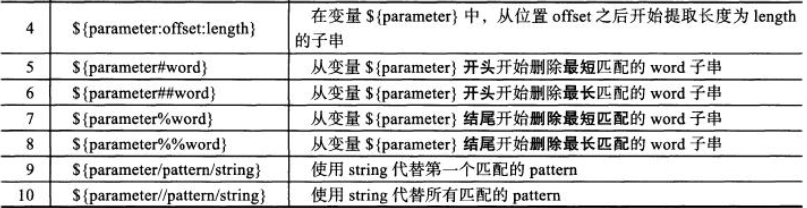 4 ${parameter:offset:length} 在变量 ${parameter} 中，从位置 offset 之后开始提取长度为 length
的子串
5 ${parameter#word} 从变量 ${parameter} 开头开始删除最短匹配的 word 子串
6 ${parameter##word} 从变量 ${parameter} 开头开始删除最长匹配的 word 子串
7 ${parameter%word} 从变量 ${parameter} 结尾开始删除最短匹配的 word 子串
8 ${parameter%%word} 从变量 ${parameter} 结尾开始删除最长匹配的 word 子串
9 ${parameter/pattern/string} 使用 string 代替第一个匹配的 pattern
10 ${parameter//pattern/string} 使用 string 代替所有匹配的 pattern